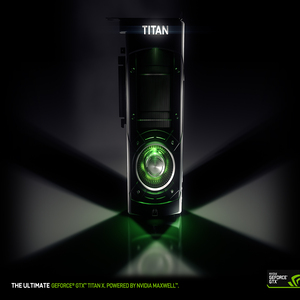 TITAN
THE ULTIMATE GEFORCE® GTX™ TITAN X. POWERED BY NVIDIA MAXWELL™.
NVIDIA
GEFORCE
GTX